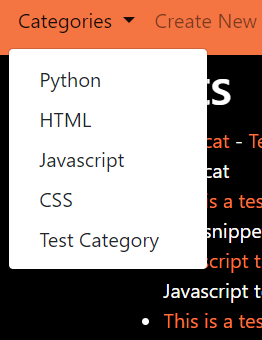 Categories Create New
Python
HTML
Javascript
CSS
Test Category
cat - Te
cat
is a tes
snippe
script t
Javascript t
This is a tes